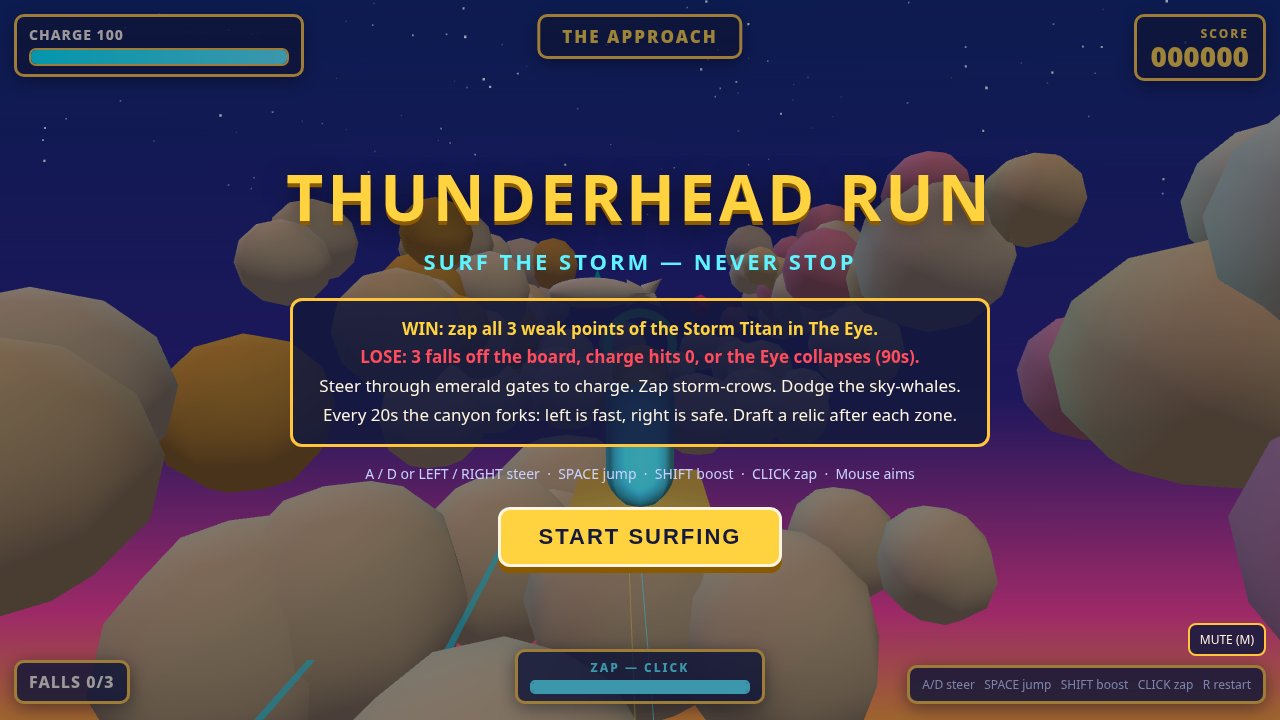 CHARGE 100
THE APPROACH
SCORE
000000
THUNDERHEAD RUN
SURF THE STORM — NEVER STOP
WIN: zap all 3 weak points of the Storm Titan in The Eye.
LOSE: 3 falls off the board, charge hits 0, or the Eye collapses (90s).
Steer through emerald gates to charge. Zap storm-crows. Dodge the sky-whales.
Every 20s the canyon forks: left is fast, right is safe. Draft a relic after each zone.
A / D or LEFT / RIGHT steer · SPACE jump · SHIFT boost · CLICK zap · Mouse aims
START SURFING
MUTE (M)
FALLS 0/3
ZAP — CLICK
A/D steer SPACE jump SHIFT boost CLICK zap R restart